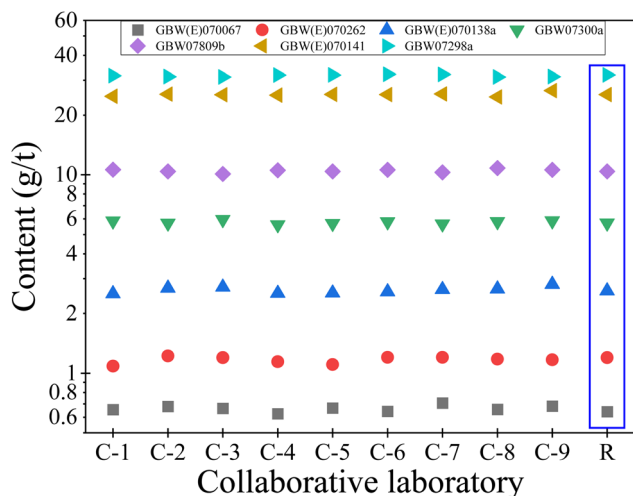 GBW(E)070067 GBW(E)070262 GBW(E)070138a GBW07300a
GBW07809b GBW(E)070141 GBW07298a
Content (g/t)
60
40
20
10
8
6
4
2
1
0.8
0.6
C-1 C-2 C-3 C-4 C-5 C-6 C-7 C-8 C-9 R
Collaborative laboratory